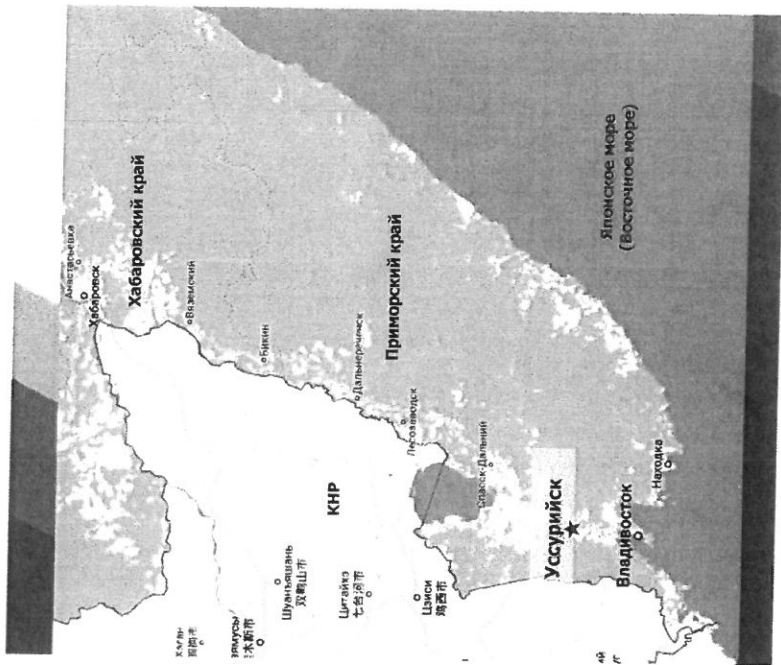 Анастасьевка
Хабаровск
Хабаровский край
Вяземский
Бикин
Дальнереченск
Приморский край
Лесозаводск
КНР
Шуанъяшань
双鸭山市
Цитайхэ
七台河市
Цзиси
鸡西市
Спасск-Дальний
Уссурийск
Владивосток
Находка
Японское море
(Восточное море)